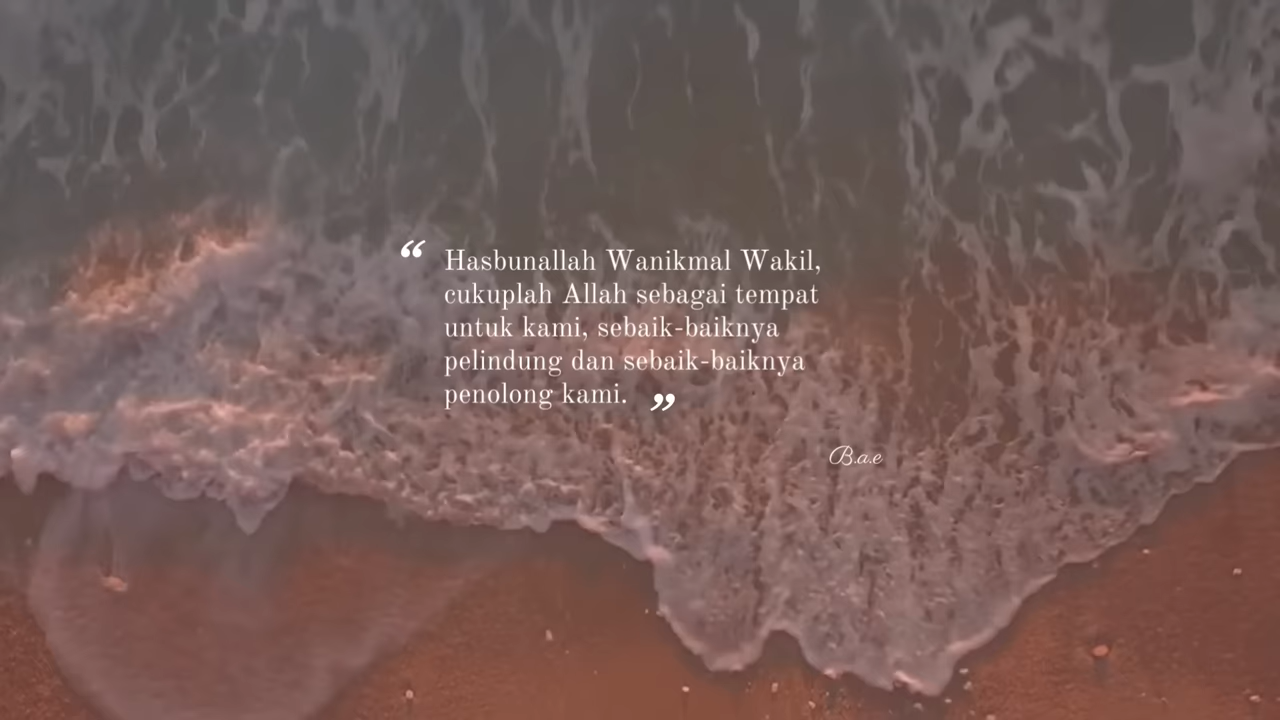 “ Hasbunallah Wanikmal Wakil,
cukuplah Allah sebagai tempat
untuk kami, sebaik-baiknya
pelindung dan sebaik-baiknya
penolong kami. ”
B.a.e